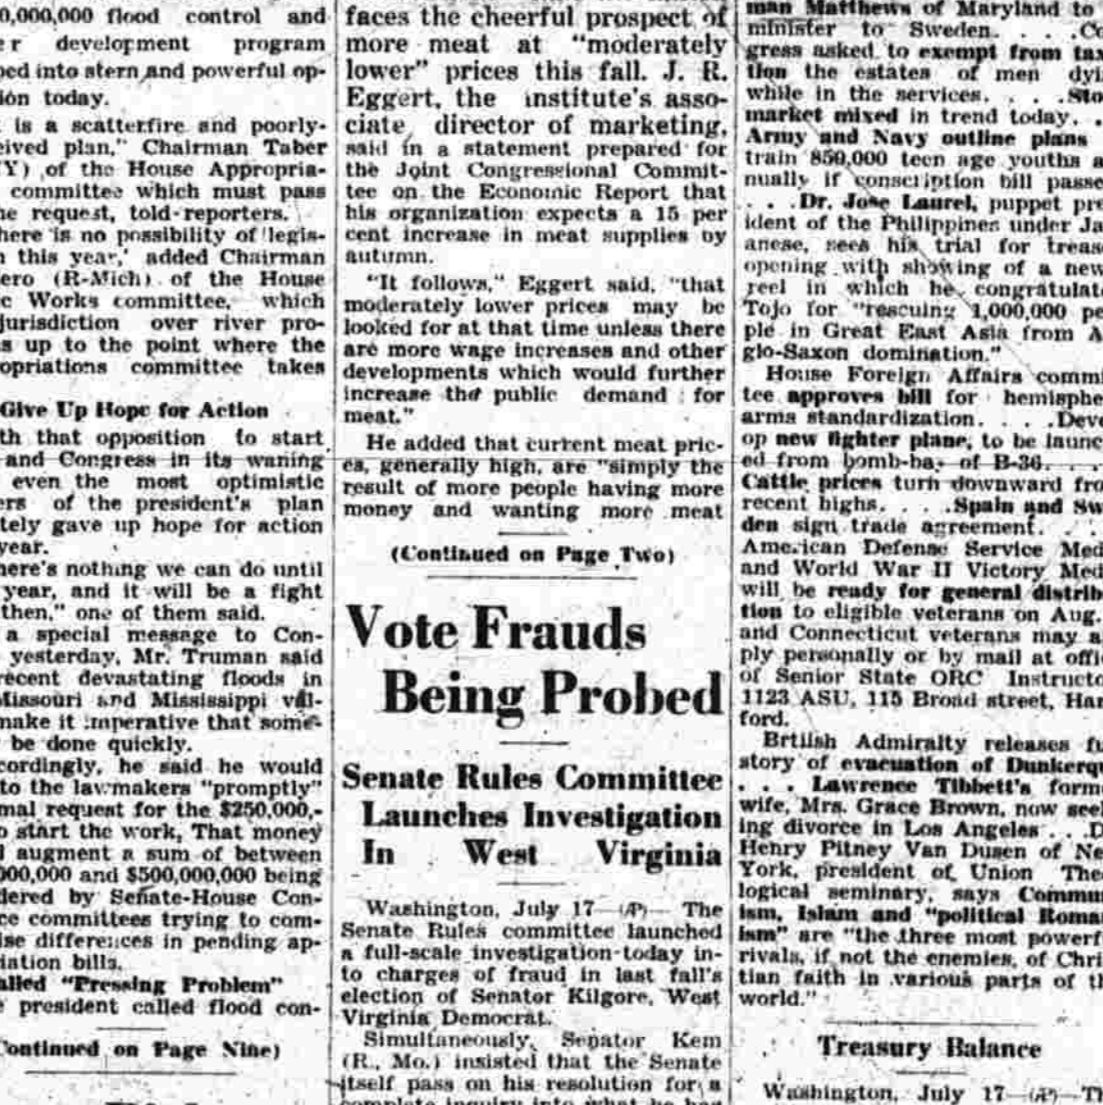 0,000,000 flood control and
er development program
ped into stern and powerful op-
ion today.
is a scatterfire and poorly-
eived plan," Chairman Taber
Y) of the House Appropria-
committee which must pass
he request, told reporters.
here is no possibility of legis-
n this year,' added Chairman
ero (R-Mich) of the House
c Works committee, which
jurisdiction over river pro-
s up to the point where the
opriations committee takes
Give Up Hope for Action
th that opposition to start
and Congress in its waning
even the most optimistic
ers of the president's plan
tely gave up hope for action
year.
here's nothing we can do until
year, and it will be a fight
then," one of them said.
a special message to Con-
yesterday, Mr. Truman said
recent devastating floods in
Missouri and Mississippi val-
make it imperative that some-
be done quickly.
cordingly, he said he would
to the lawmakers "promptly"
mal request for the $250,000,-
o start the work, That money
l augment a sum of between
000,000 and $500,000,000 being
dered by Senate-House Con-
ce committees trying to com-
ise differences in pending ap-
iation bills.
alled "Pressing Problem"
e president called flood con-
Continued on Page Nine)
faces the cheerful prospect of
more meat at "moderately
lower" prices this fall. J. R.
Eggert, the institute's asso-
ciate director of marketing,
said in a statement prepared for
the Joint Congressional Commit-
tee on the Economic Report that
his organization expects a 15 per
cent increase in meat supplies by
autumn.
"It follows," Eggert said, "that
moderately lower prices may be
looked for at that time unless there
are more wage increases and other
developments which would further
increase the public demand for
meat."
He added that current meat pric-
es, generally high, are "simply the
result of more people having more
money and wanting more meat
(Continued on Page Two)
Vote Frauds
Being Probed
Senate Rules Committee
Launches Investigation
In West Virginia
Washington, July 17—(AP)— The
Senate Rules committee launched
a full-scale investigation today in-
to charges of fraud in last fall's
election of Senator Kilgore, West
Virginia Democrat.
Simultaneously, Senator Kem
(R., Mo.) insisted that the Senate
itself pass on his resolution for a
complete inquiry into what he had
man Matthews of Maryland to
minister to Sweden. . . . .Co
gress asked to exempt from tax
tion the estates of men dyi
while in the services. . . . .Sto
market mixed in trend today. .
Army and Navy outline plans
train 850,000 teen age youths a
nually if conscription bill passe
. . .Dr. Jose Laurel, puppet pre
ident of the Philippines under Ja
anese, sees his trial for treas
opening with showing of a new
reel in which he congratulat
Tojo for "rescuing 1,000,000 pe
ple in Great East Asia from A
glo-Saxon domination."
House Foreign Affairs commi
tee approves bill for hemisphe
arms standardization. . . . .Deve
op new fighter plane, to be launc
ed from bomb-bay of B-36. . . .
Cattle prices turn downward fro
recent highs. . . . .Spain and Sw
den sign trade agreement. . . .
American Defense Service Med
and World War II Victory Med
will be ready for general distrib
tion to eligible veterans on Aug.
and Connecticut veterans may a
ply personally or by mail at offi
of Senior State ORC Instructo
1123 ASU, 115 Broad street, Har
ford.
Brtiish Admiralty releases fu
story of evacuation of Dunkerqu
. . . Lawrence Tibbett's form
wife, Mrs. Grace Brown, now seek
ing divorce in Los Angeles . . .D
Henry Pitney Van Dusen of Ne
York, president of Union Theo
logical seminary, says Commun
ism, Islam and "political Roman
ism" are "the three most powerf
rivals, if not the enemies, of Chri
tian faith in various parts of th
world."
Treasury Balance
Washington, July 17—(AP)—Th